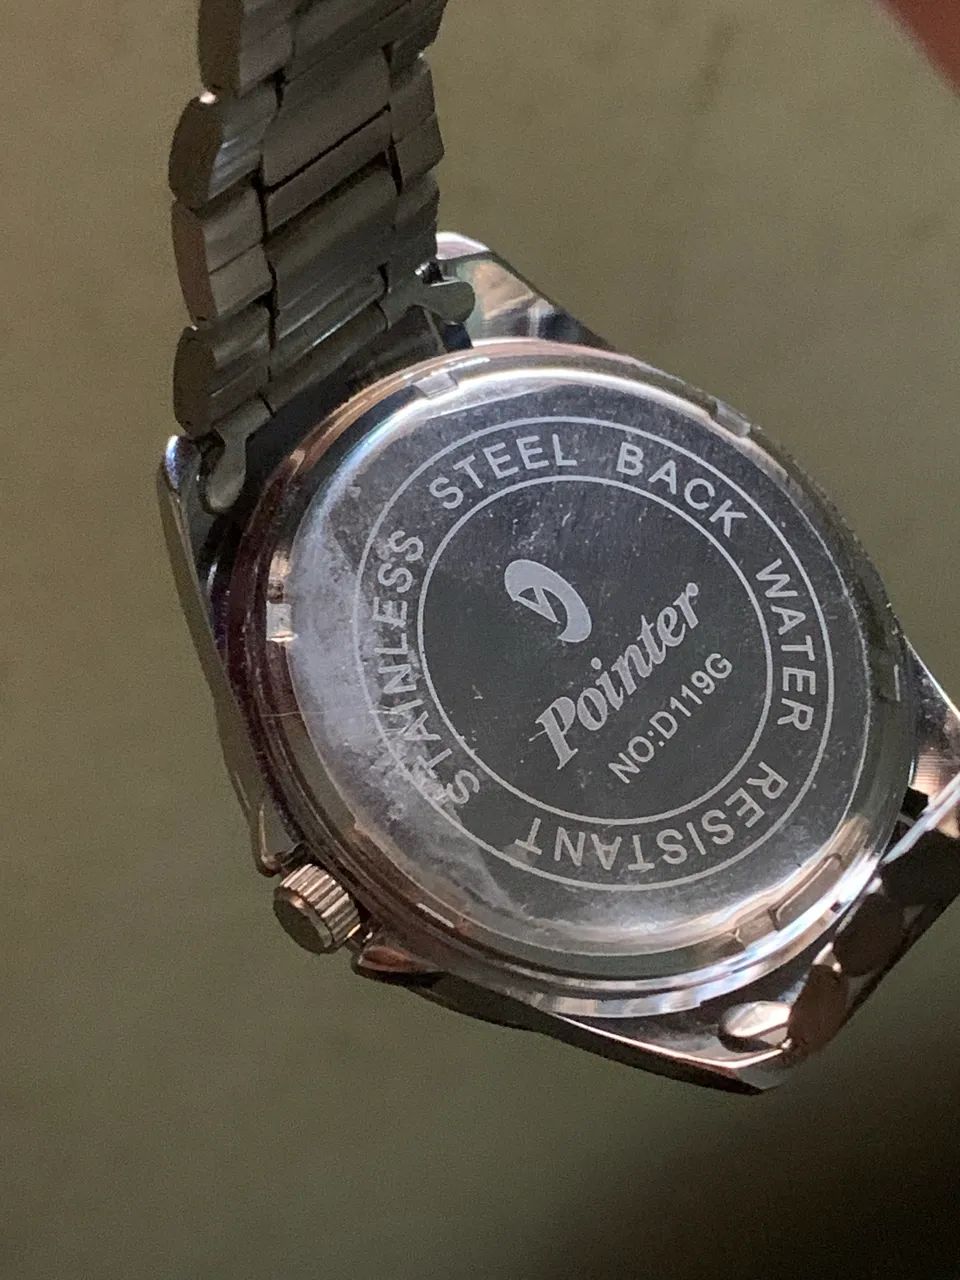 STAINLESS STEEL BACK WATER RESISTANT
Pointer
NO:D119G